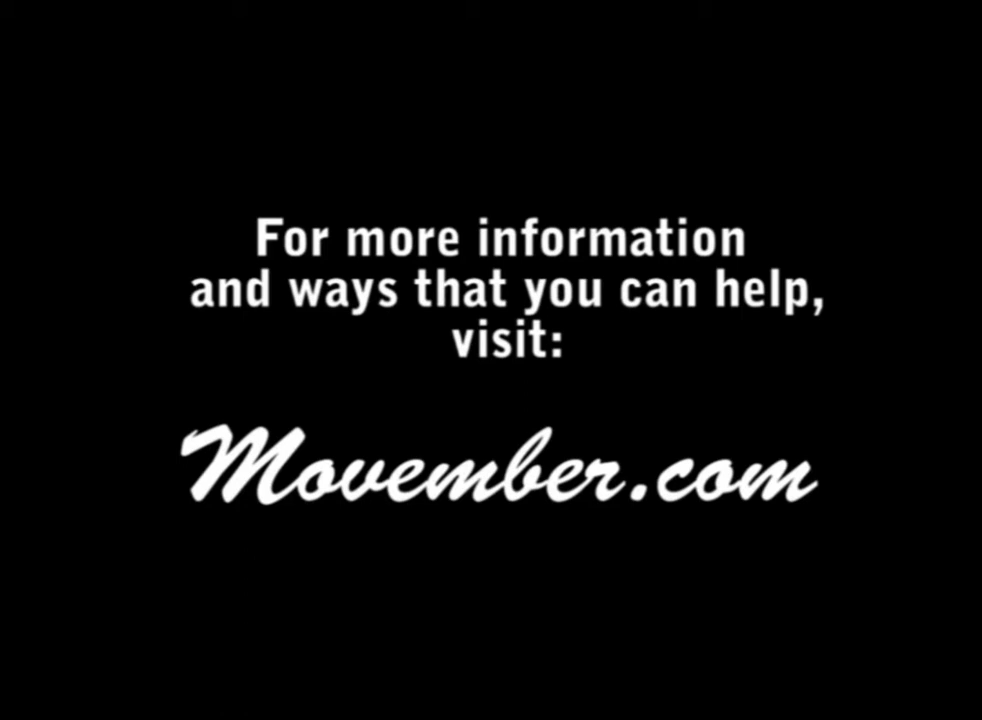 For more information
and ways that you can help,
visit:
Movember.com